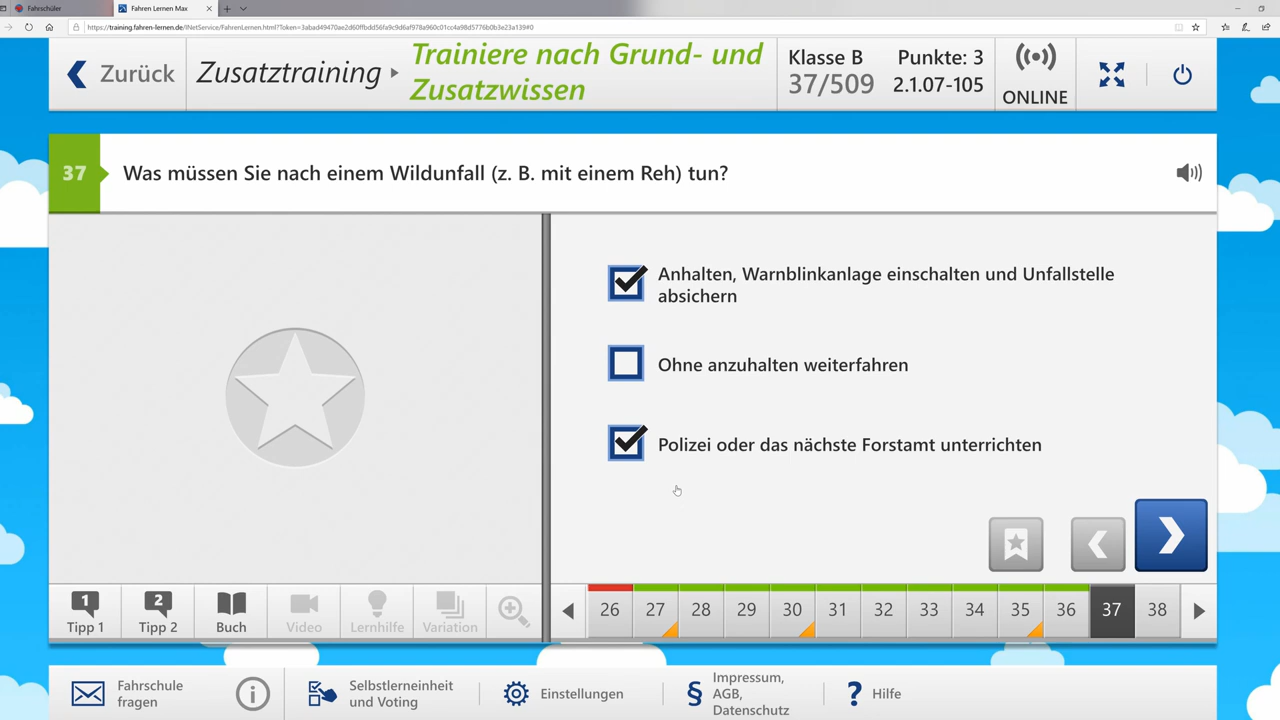 Fahrschüler
Fahren Lernen Max
Zurück
Zusatztraining
Trainiere nach Grund- und
Zusatzwissen
Klasse B
37/509
Punkte: 3
2.1.07-105
ONLINE
37
Was müssen Sie nach einem Wildunfall (z. B. mit einem Reh) tun?
Anhalten, Warnblinkanlage einschalten und Unfallstelle
absichern
Ohne anzuhalten weiterfahren
Polizei oder das nächste Forstamt unterrichten
1
Tipp 1
2
Tipp 2
Buch
Video
Lernhilfe
Variation
26 27 28 29 30 31 32 33 34 35 36 37 38
Fahrschule
fragen
Selbstlerneinheit
und Voting
Einstellungen
§
Impressum,
AGB,
Datenschutz
?
Hilfe